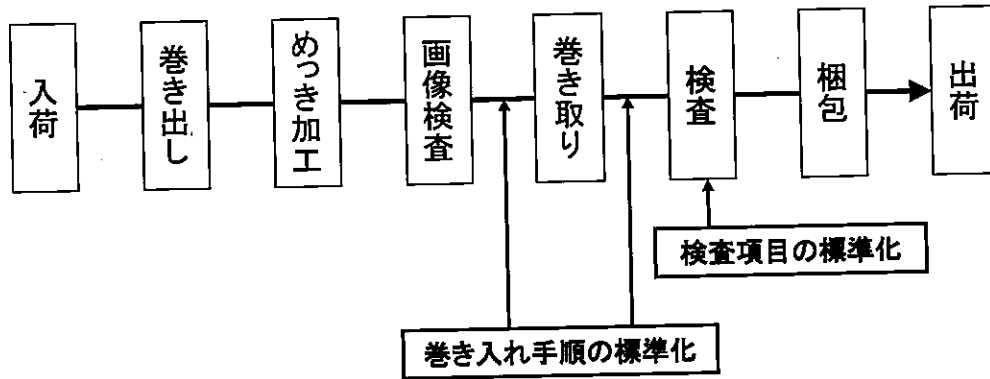 入荷
巻き出し
めっき加工
画像検査
巻き取り
検査
梱包
出荷
検査項目の標準化
巻き入れ手順の標準化